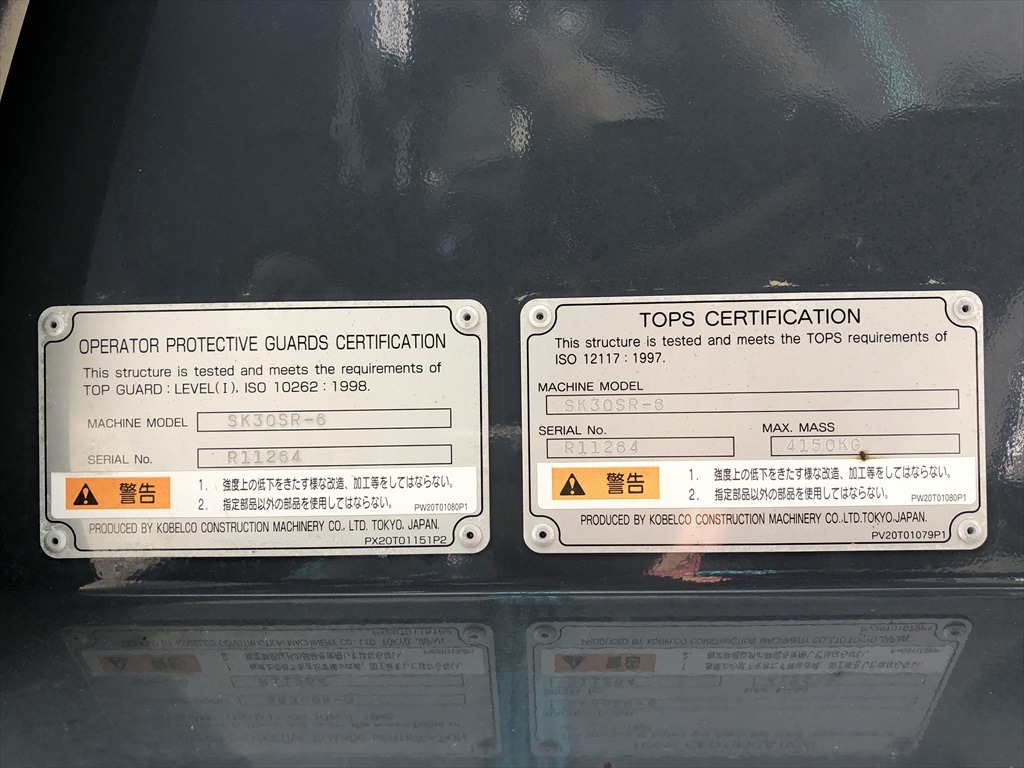 OPERATOR PROTECTIVE GUARDS CERTIFICATION
This structure is tested and meets the requirements of
TOP GUARD : LEVEL(I), ISO 10262 : 1998.
MACHINE MODEL SK30SR-6
SERIAL No. R11264
警告
1. 強度上の低下をきたす様な改造、加工等をしてはならない。
2. 指定部品以外の部品を使用してはならない。 PW20T01080P1
PRODUCED BY KOBELCO CONSTRUCTION MACHINERY CO., LTD. TOKYO, JAPAN.
PX20T01151P2
TOPS CERTIFICATION
This structure is tested and meets the TOPS requirements of
ISO 12117 : 1997.
MACHINE MODEL
SK30SR-6
SERIAL No. MAX. MASS
R11264 4150KG
警告
1. 強度上の低下をきたす様な改造、加工等をしてはならない。
2. 指定部品以外の部品を使用してはならない。 PW20T01080P1
PRODUCED BY KOBELCO CONSTRUCTION MACHINERY CO.,LTD.TOKYO,JAPAN.
PV20T01079P1